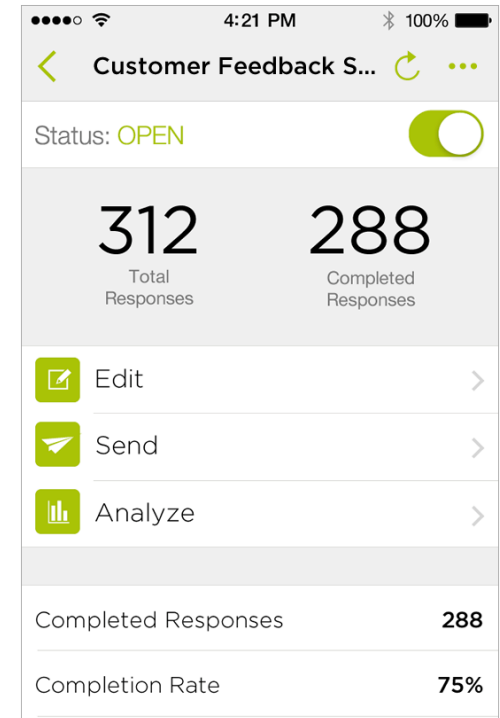 4:21 PM 100%
Customer Feedback S...
Status: OPEN
312 288
Total Completed
Responses Responses
Edit
Send
Analyze
Completed Responses 288
Completion Rate 75%